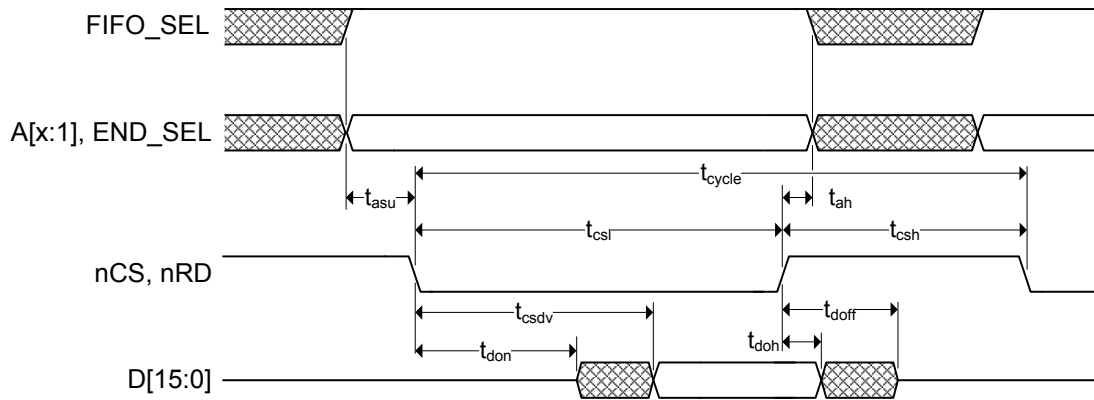 FIFO_SEL
A[x:1], END_SEL
tcycle
tasu
tah
tcsl
tcsh
nCS, nRD
tcsdv
tdoff
tdon
tdoh
D[15:0]